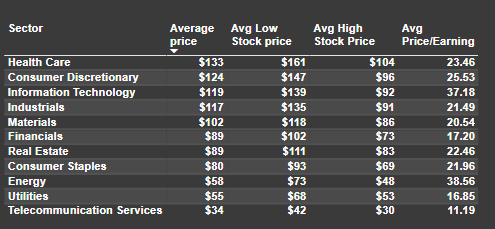 Sector Average price Avg Low Stock price Avg High Stock Price Avg Price/Earning
Health Care $133 $161 $104 23.46
Consumer Discretionary $124 $147 $96 25.53
Information Technology $119 $139 $92 37.18
Industrials $117 $135 $91 21.49
Materials $102 $118 $86 20.54
Financials $89 $102 $73 17.20
Real Estate $89 $111 $83 22.46
Consumer Staples $80 $93 $69 21.96
Energy $58 $73 $48 38.56
Utilities $55 $68 $53 16.85
Telecommunication Services $34 $42 $30 11.19